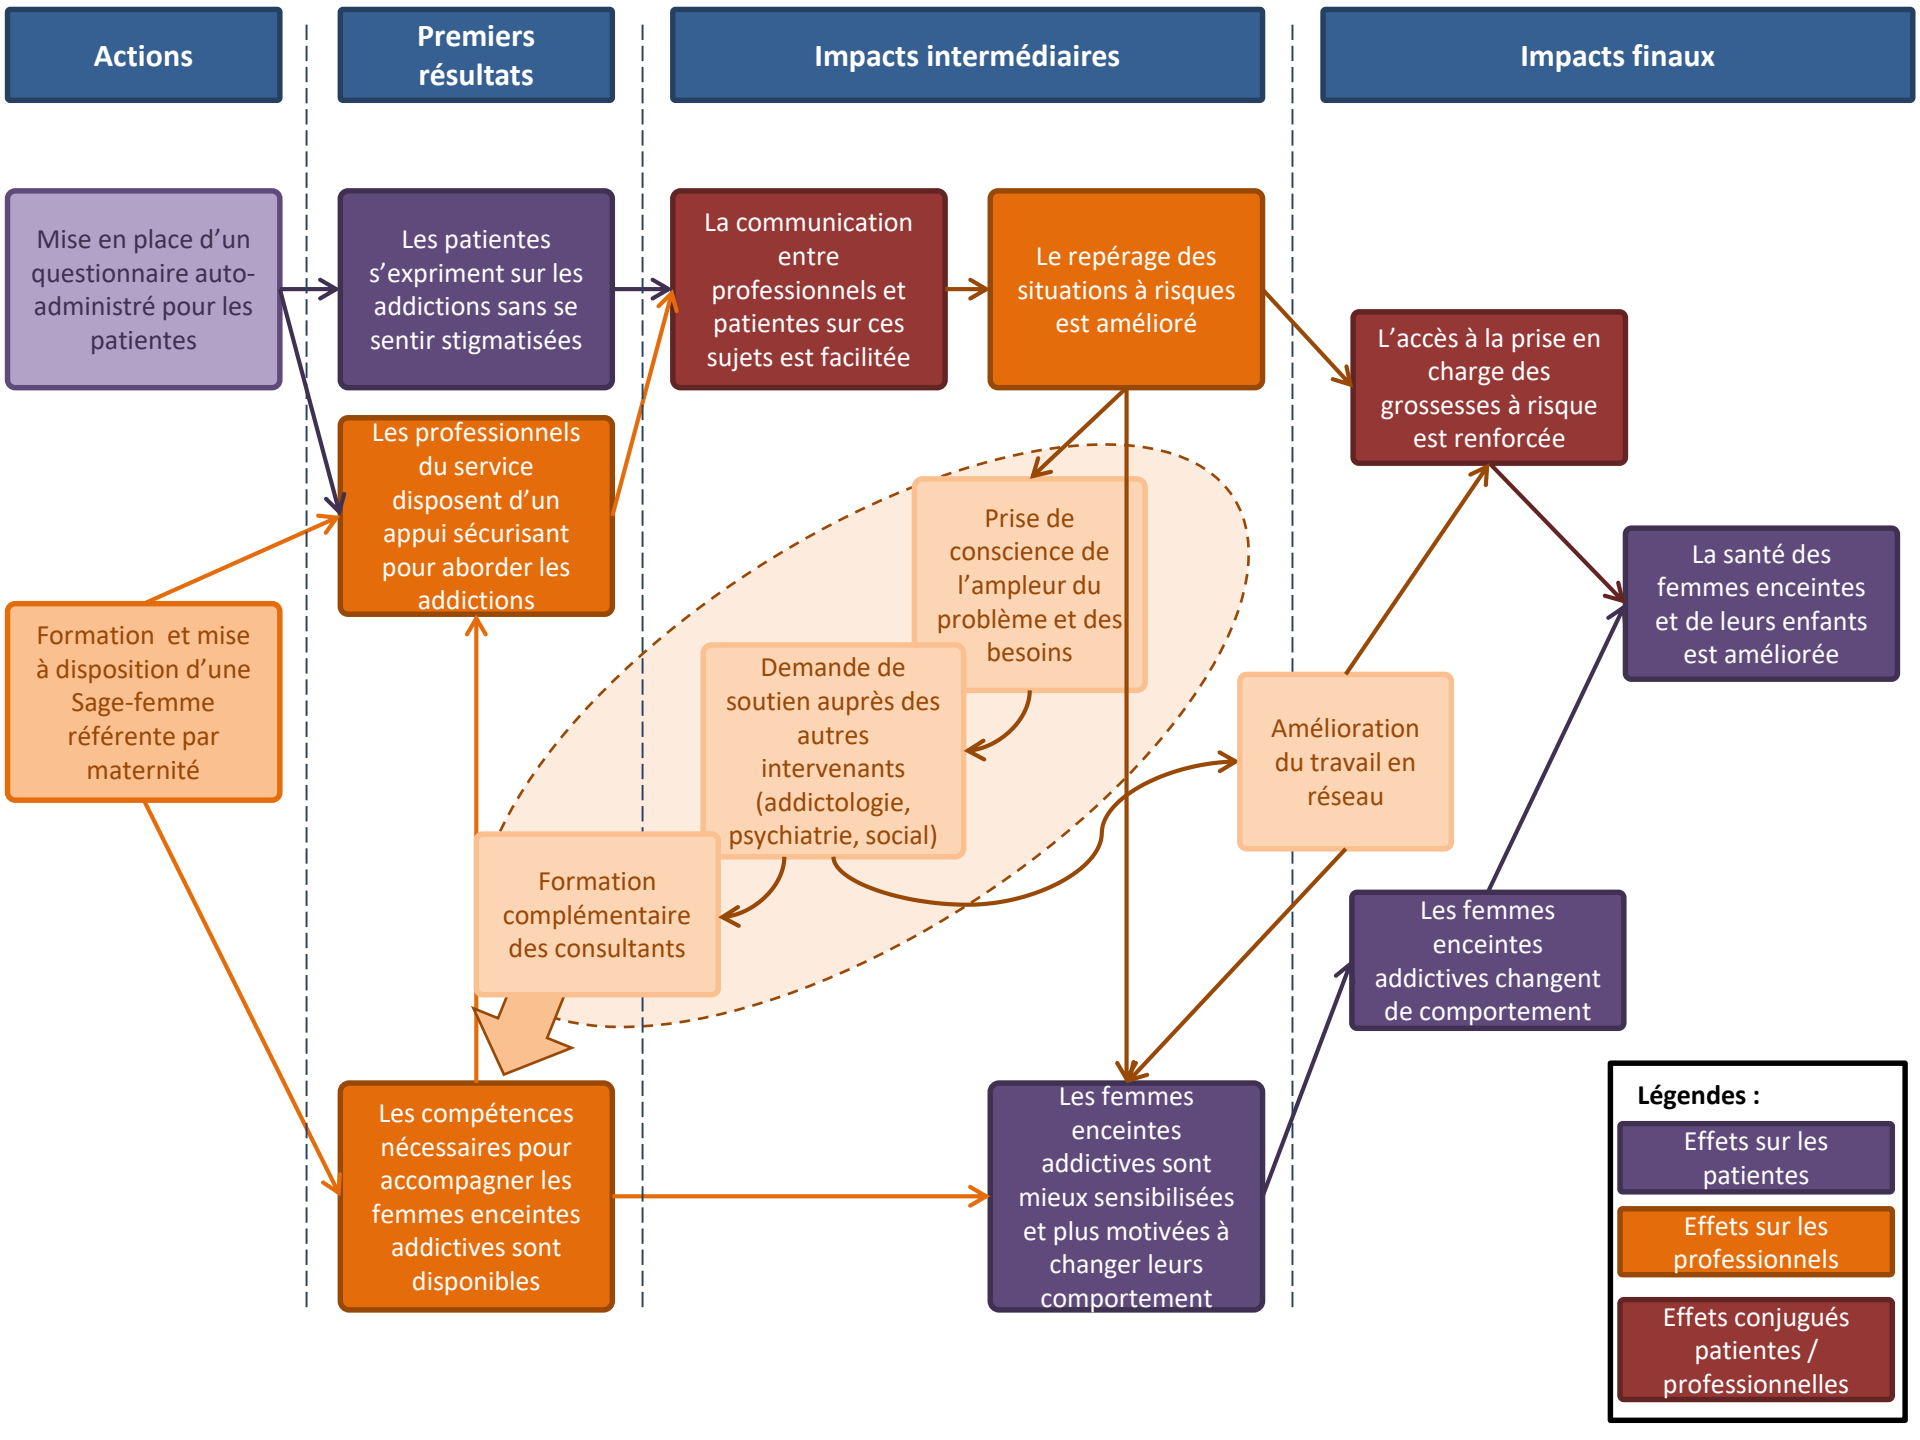 Actions
Premiers
résultats
Impacts intermédiaires
Impacts finaux
Mise en place d’un
questionnaire auto-
administré pour les
patientes
Les patientes
s’expriment sur les
addictions sans se
sentir stigmatisées
La communication
entre
professionnels et
patientes sur ces
sujets est facilitée
Le repérage des
situations à risques
est amélioré
L’accès à la prise en
charge des
grossesses à risque
est renforcée
Les professionnels
du service
disposent d’un
appui sécurisant
pour aborder les
addictions
Prise de
conscience de
l’ampleur du
problème et des
besoins
La santé des
femmes enceintes
et de leurs enfants
est améliorée
Formation et mise
à disposition d’une
Sage-femme
référente par
maternité
Demande de
soutien auprès des
autres
intervenants
(addictologie,
psychiatrie, social)
Amélioration
du travail en
réseau
Formation
complémentaire
des consultants
Les femmes
enceintes
addictives changent
de comportement
Les compétences
nécessaires pour
accompagner les
femmes enceintes
addictives sont
disponibles
Les femmes
enceintes
addictives sont
mieux sensibilisées
et plus motivées à
changer leurs
comportement
Légendes :
Effets sur les
patientes
Effets sur les
professionnels
Effets conjugués
patientes /
professionnelles